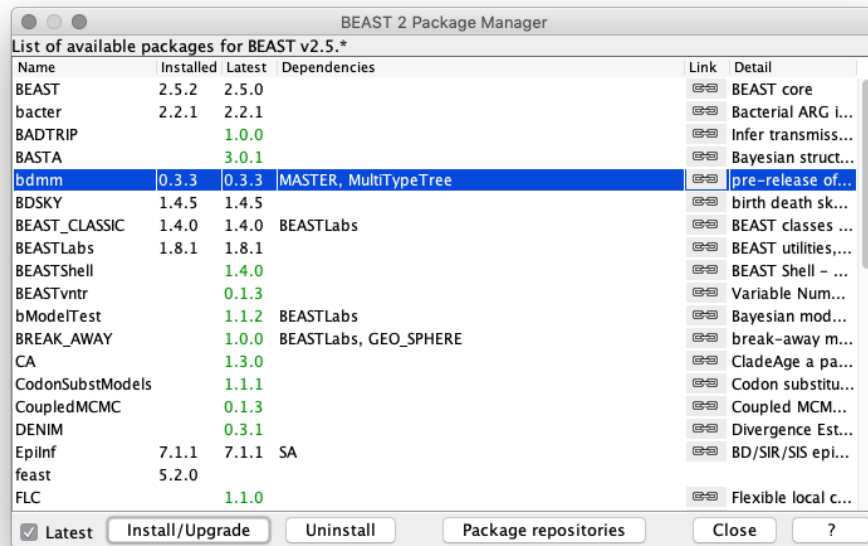 BEAST 2 Package Manager
List of available packages for BEAST v2.5.*
Name Installed Latest Dependencies Link Detail
BEAST 2.5.2 2.5.0 BEAST core
bacter 2.2.1 2.2.1 Bacterial ARG i...
BADTRIP 1.0.0 Infer transmiss...
BASTA 3.0.1 Bayesian struct...
bdmm 0.3.3 0.3.3 MASTER, MultiTypeTree pre-release of...
BDSKY 1.4.5 1.4.5 birth death sk...
BEAST_CLASSIC 1.4.0 1.4.0 BEASTLabs BEAST classes ...
BEASTLabs 1.8.1 1.8.1 BEAST utilities,...
BEASTShell 1.4.0 BEAST Shell – ...
BEASTvntr 0.1.3 Variable Num...
bModelTest 1.1.2 BEASTLabs Bayesian mod...
BREAK_AWAY 1.0.0 BEASTLabs, GEO_SPHERE break-away m...
CA 1.3.0 CladeAge a pa...
CodonSubstModels 1.1.1 Codon substitu...
CoupledMCMC 0.1.3 Coupled MCM...
DENIM 0.3.1 Divergence Est...
EpiInf 7.1.1 7.1.1 SA BD/SIR/SIS epi...
feast 5.2.0
FLC 1.1.0 Flexible local c...
Latest Install/Upgrade Uninstall Package repositories Close ?